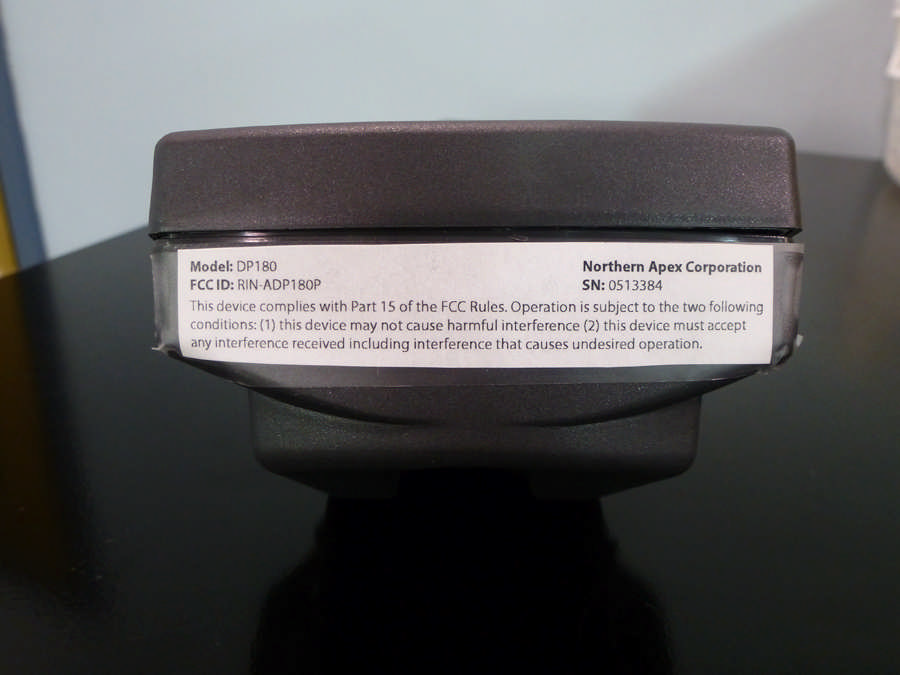 Model: DP180
Northern Apex Corporation
FCC ID: RIN-ADP180P
SN: 0513384
This device complies with Part 15 of the FCC Rules. Operation is subject to the two following
conditions: (1) this device may not cause harmful interference (2) this device must accept
any interference received including interference that causes undesired operation.